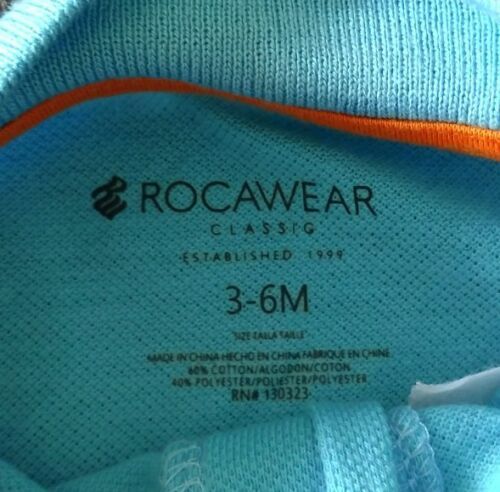 ROCAWEAR
CLASSIC
ESTABLISHED 1999
3-6M
SIZE TALLA TAILLE
MADE IN CHINA HECHO EN CHINA FABRIQUE EN CHINE
60% COTTON/ALGODON/COTON
40% POLYESTER/POLIESTER/POLYESTER
RN# 130323